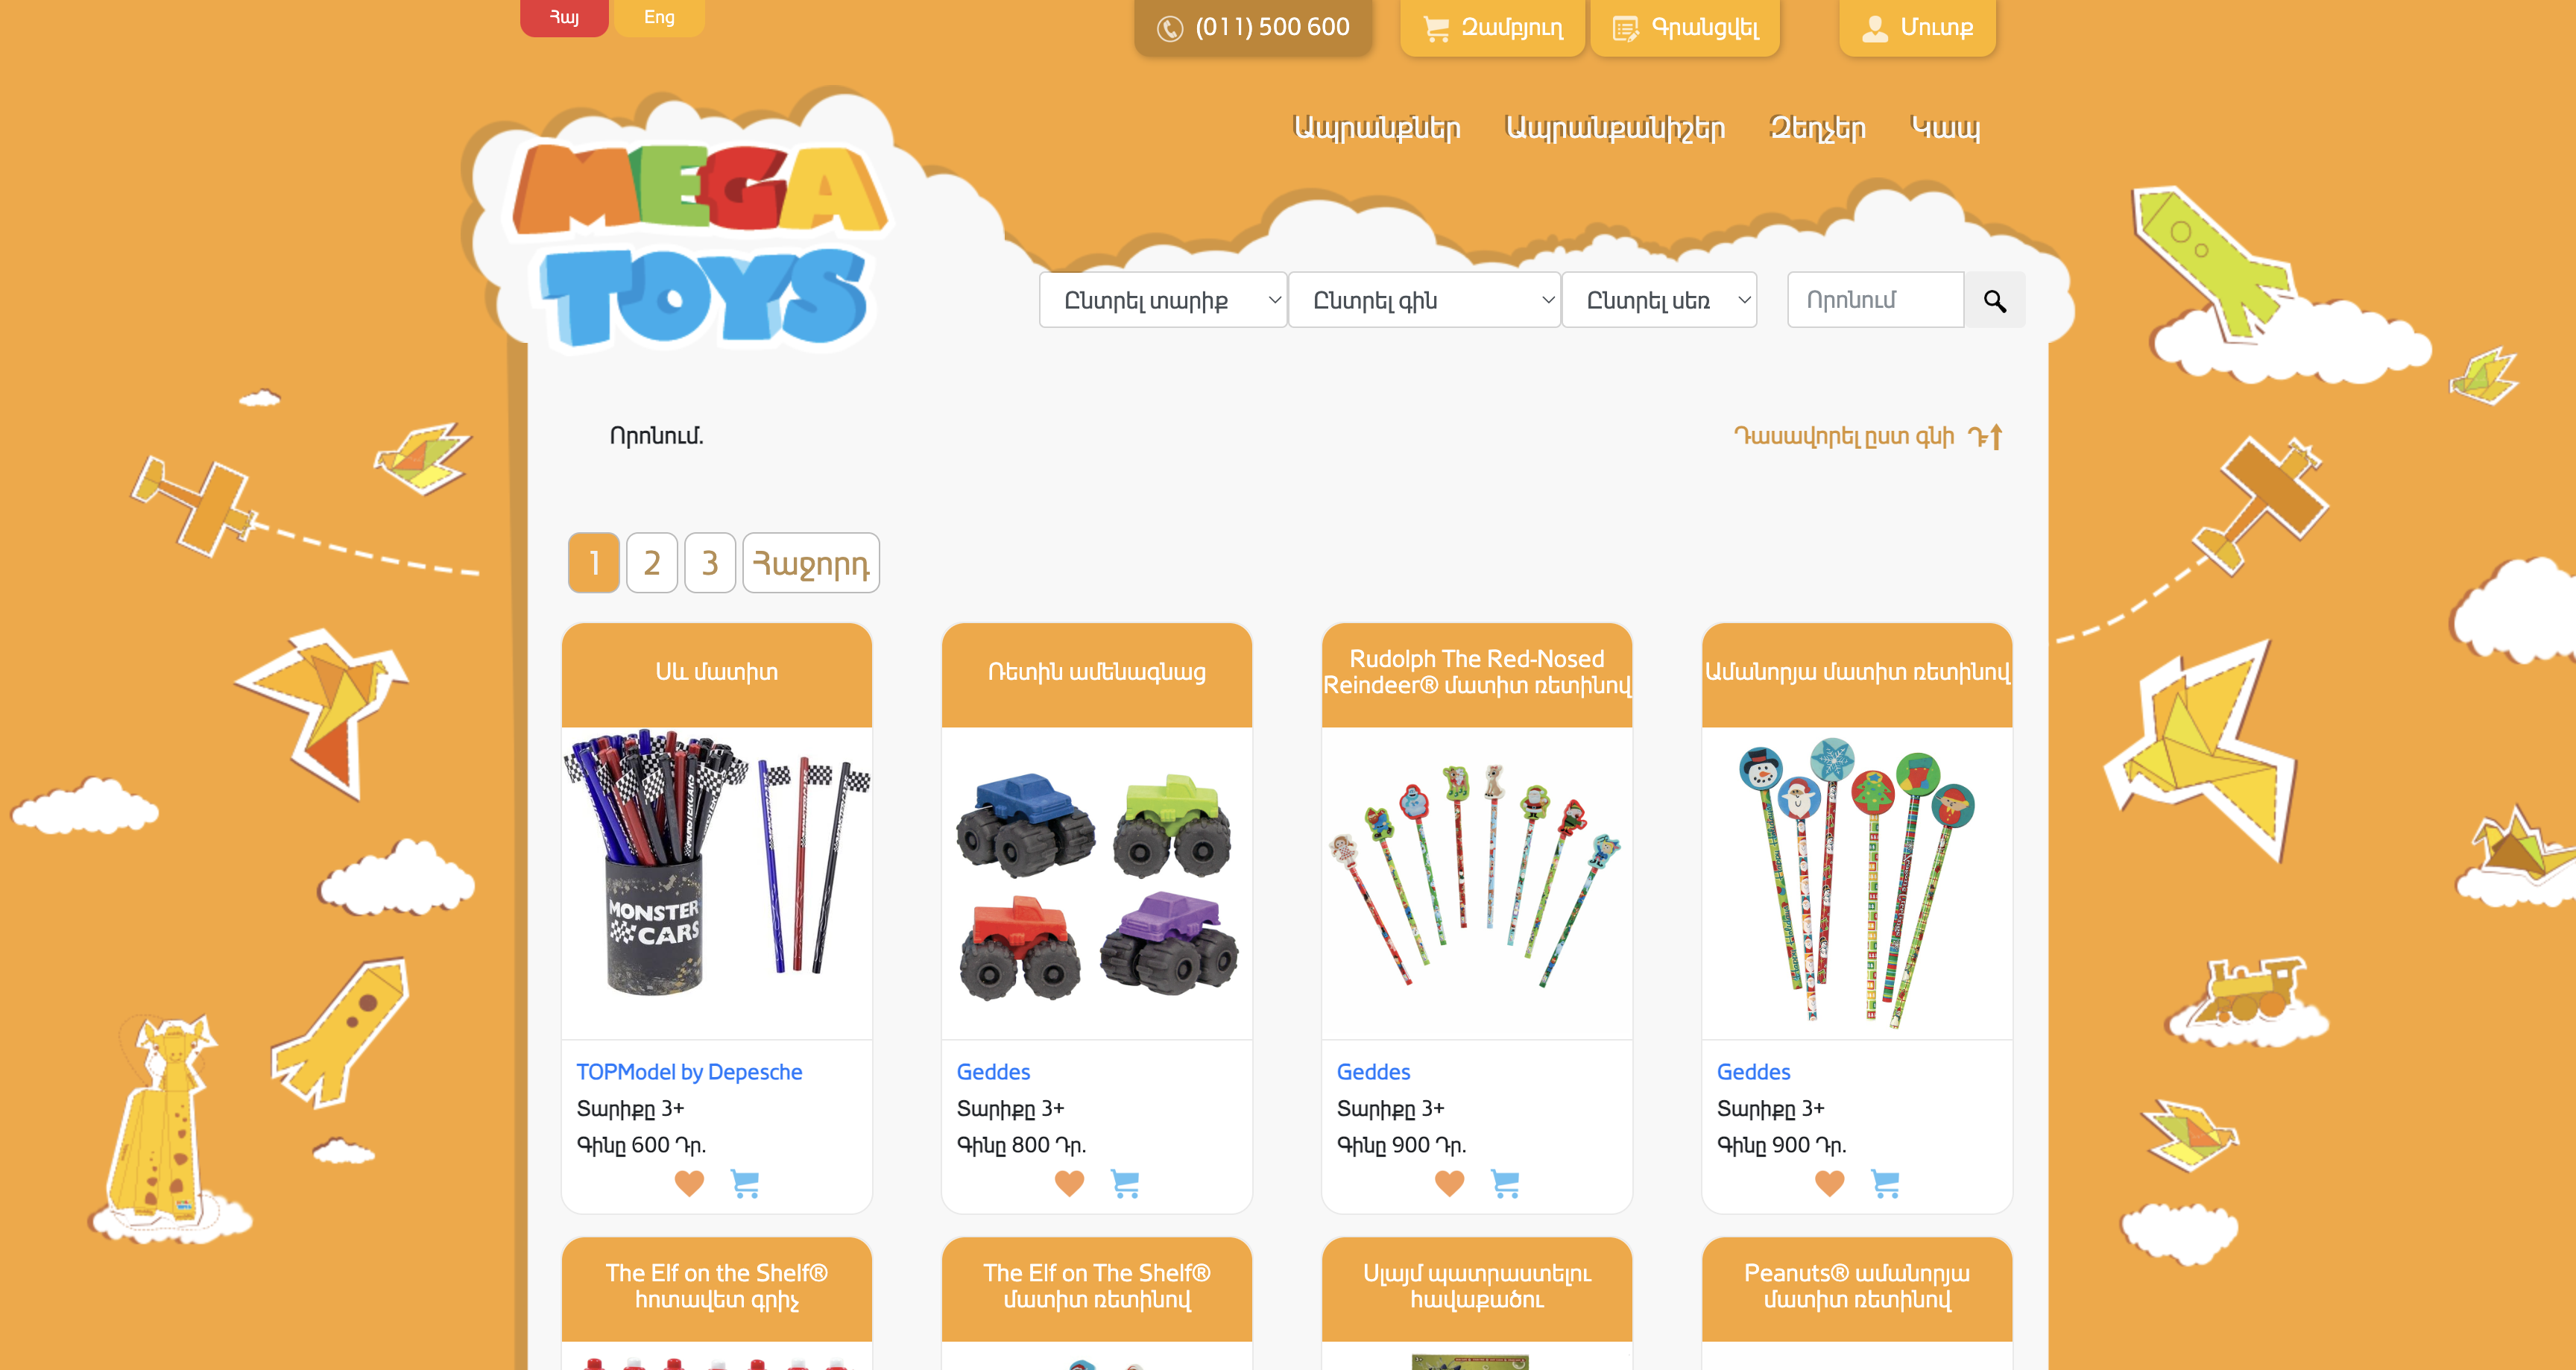 Հայ
Eng
(011) 500 600
Զամբյուղ
Գրանցվել
Մուտք
MEGA
TOYS
Ապրանքներ
Ապրանքանիշեր
Զեղչեր
Կապ
Ընտրել տարիք
Ընտրել գին
Ընտրել սեռ
Որոնում
Որոնում.
Դասավորել ըստ գնի
Դ
1
2
3
Հաջորդ
Սև մատիտ
Ռետին ամենագնաց
Rudolph The Red-Nosed
Reindeer® մատիտ ռետինով
Ամանորյա մատիտ ռետինով
MONSTER
CARS
TOPModel by Depesche
Տարիքը 3+
Գինը 600 Դր.
Geddes
Տարիքը 3+
Գինը 800 Դր.
Geddes
Տարիքը 3+
Գինը 900 Դր.
Geddes
Տարիքը 3+
Գինը 900 Դր.
The Elf on the Shelf®
հոտավետ գրիչ
The Elf on The Shelf®
մատիտ ռետինով
Սլայմ պատրաստելու
հավաքածու
Peanuts® ամանորյա
մատիտ ռետինով